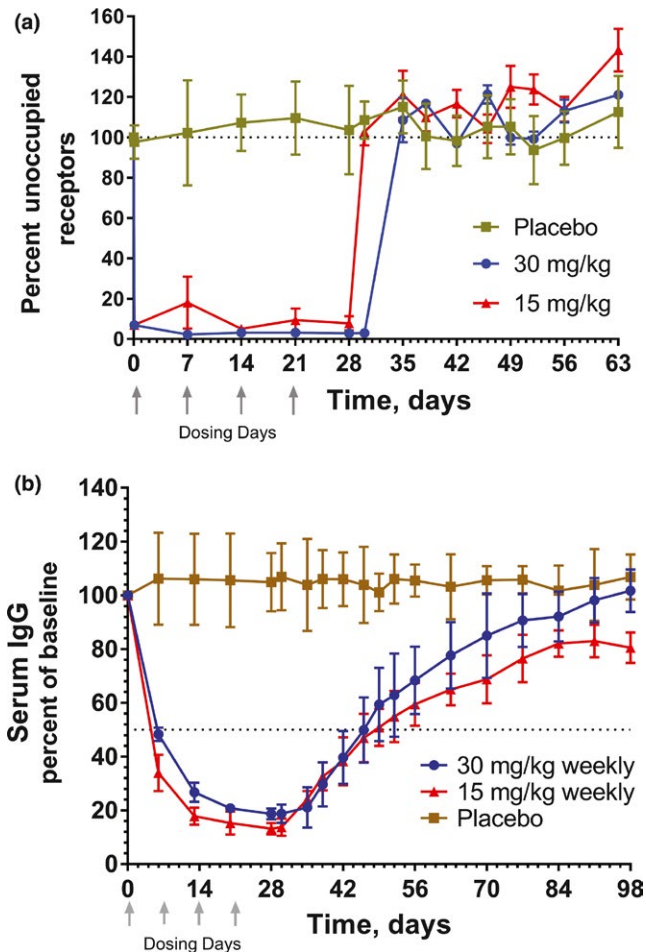 (a)
160
140
120
100
80
60
40
20
0
Percent unoccupied
receptors
Placebo
30 mg/kg
15 mg/kg
0 7 14 21 28 35 42 49 56 63
Time, days
Dosing Days
(b)
140
120
100
80
60
40
20
0
Serum IgG
percent of baseline
30 mg/kg weekly
15 mg/kg weekly
Placebo
0 14 28 42 56 70 84 98
Time, days
Dosing Days